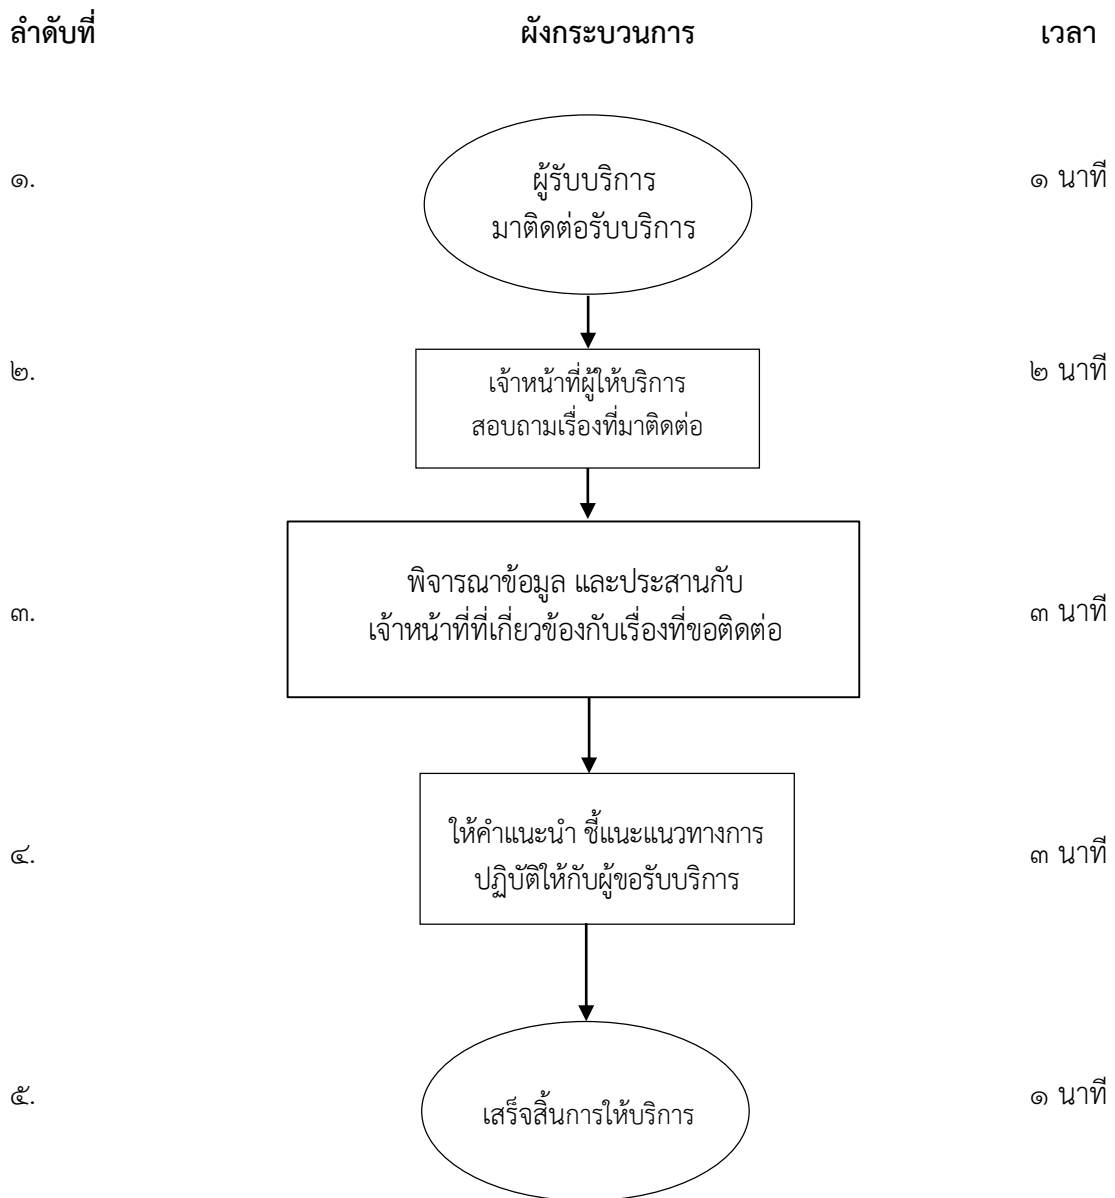 ลำดับที่ ผังกระบวนการ เวลา
๑. ผู้รับบริการ ๑ นาที
มาติดต่อรับบริการ
๒. เจ้าหน้าที่ผู้ให้บริการ ๒ นาที
สอบถามเรื่องที่มาติดต่อ
พิจารณาข้อมูล และประสานกับ
๓. เจ้าหน้าที่ที่เกี่ยวข้องกับเรื่องที่ขอติดต่อ ๓ นาที
ให้คำแนะนำ ชี้แนะแนวทางการ
๔. ปฏิบัติให้กับผู้ขอรับบริการ ๓ นาที
๕. เสร็จสิ้นการให้บริการ ๑ นาที